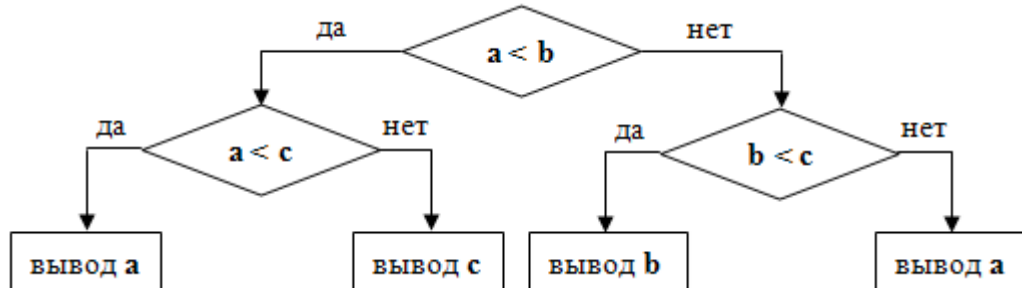 да
a < b
нет
да
a < c
нет
да
b < c
нет
вывод a
вывод c
вывод b
вывод a